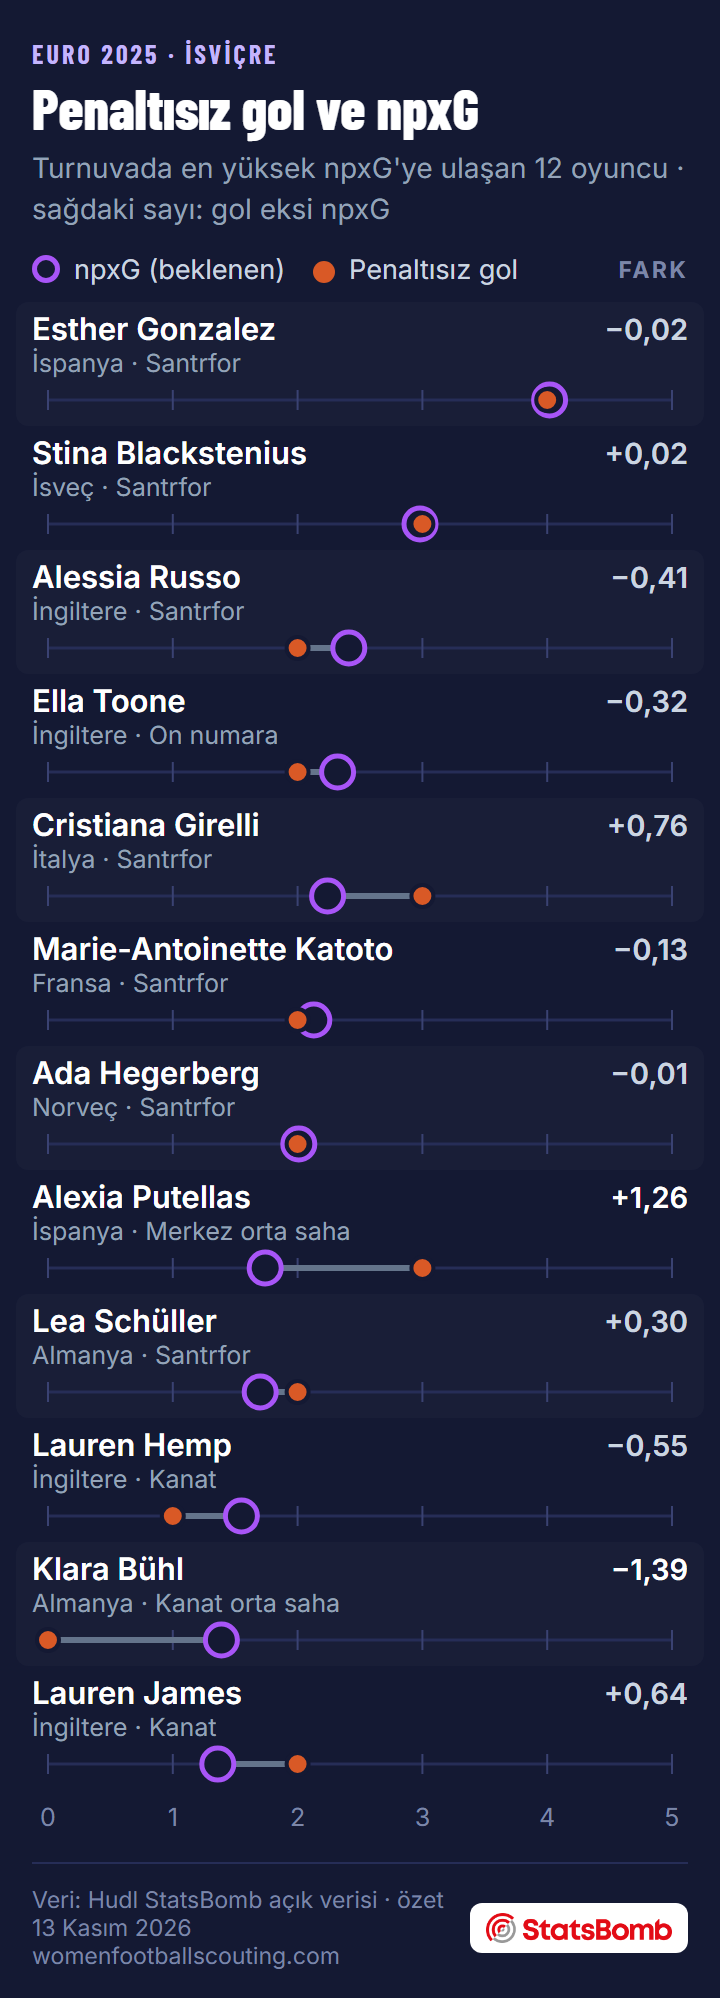 EURO 2025 · İSVİÇRE
Penaltısız gol ve npxG
Turnuvada en yüksek npxG'ye ulaşan 12 oyuncu ·
sağdaki sayı: gol eksi npxG
npxG (beklenen) Penaltısız gol FARK
Esther Gonzalez −0,02
İspanya · Santrfor
Stina Blackstenius +0,02
İsveç · Santrfor
Alessia Russo −0,41
İngiltere · Santrfor
Ella Toone −0,32
İngiltere · On numara
Cristiana Girelli +0,76
İtalya · Santrfor
Marie-Antoinette Katoto −0,13
Fransa · Santrfor
Ada Hegerberg −0,01
Norveç · Santrfor
Alexia Putellas +1,26
İspanya · Merkez orta saha
Lea Schüller +0,30
Almanya · Santrfor
Lauren Hemp −0,55
İngiltere · Kanat
Klara Bühl −1,39
Almanya · Kanat orta saha
Lauren James +0,64
İngiltere · Kanat
0 1 2 3 4 5
Veri: Hudl StatsBomb açık verisi · özet
13 Kasım 2026
womenfootballscouting.com
StatsBomb